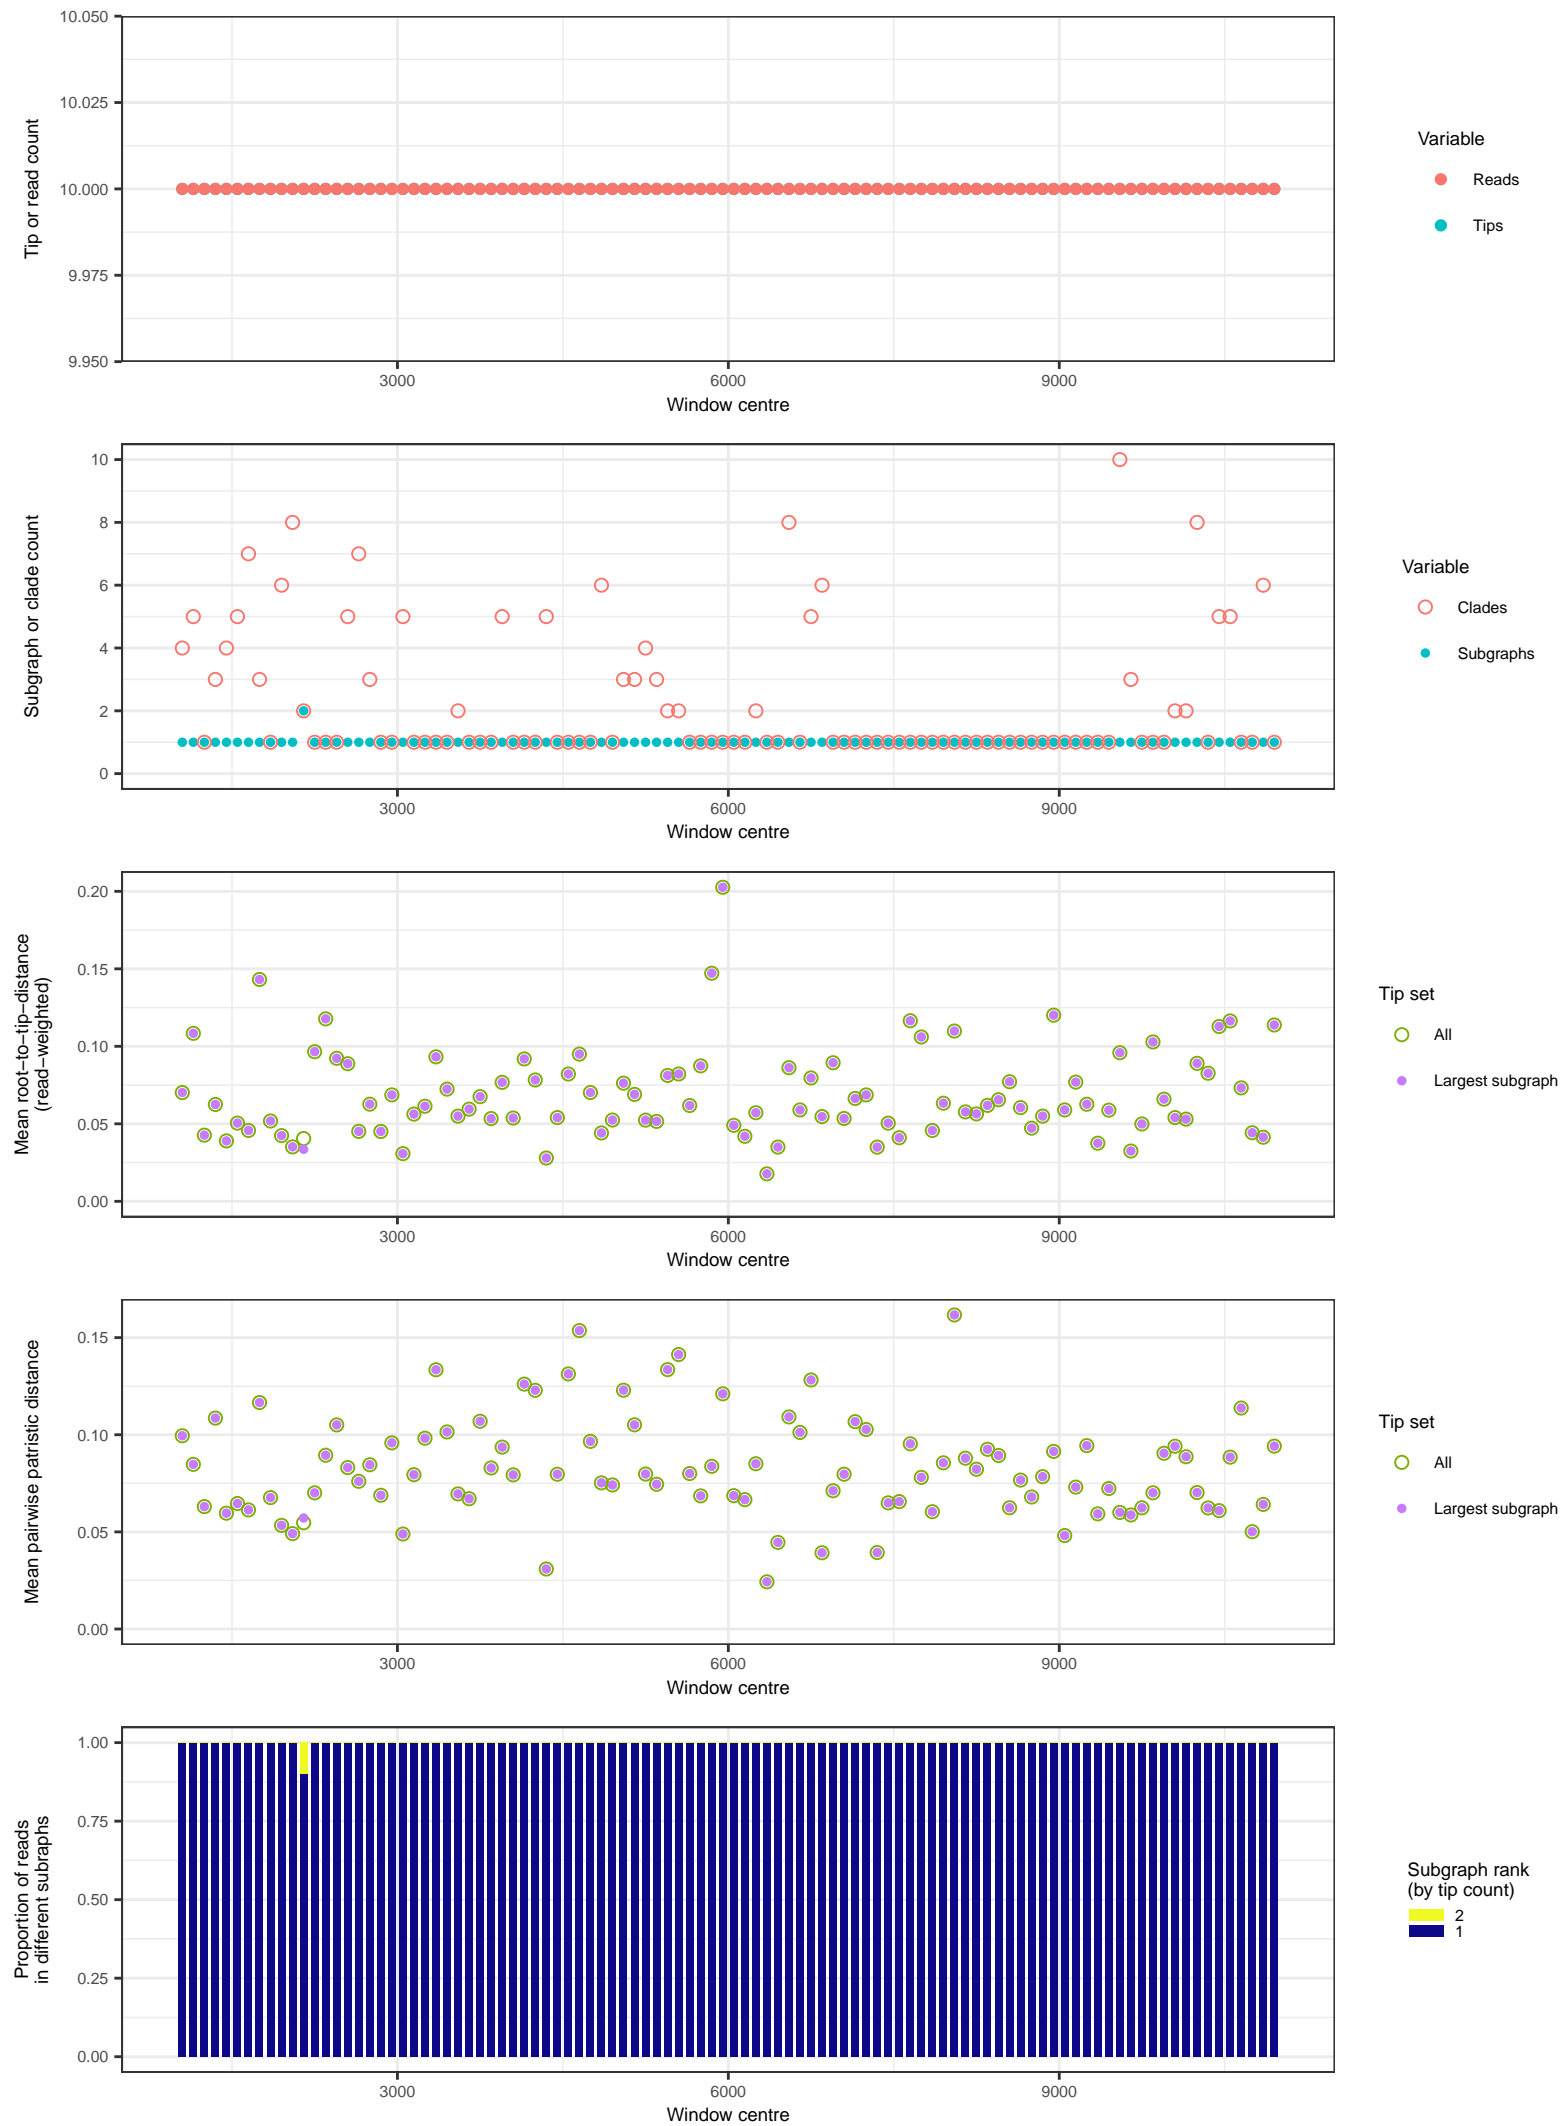 10.050
10.025
10.000
9.975
9.950
Tip or read count
3000
6000
9000
Window centre
Variable
Reads
Tips
10
8
6
4
2
0
Subgraph or clade count
3000
6000
9000
Window centre
Variable
Clades
Subgraphs
0.20
0.15
0.10
0.05
0.00
Mean root−to−tip−distance
(read−weighted)
3000
6000
9000
Window centre
Tip set
All
Largest subgraph
0.15
0.10
0.05
0.00
Mean pairwise patristic distance
3000
6000
9000
Window centre
Tip set
All
Largest subgraph
1.00
0.75
0.50
0.25
0.00
Proportion of reads
in different subraphs
3000
6000
9000
Window centre
Subgraph rank
(by tip count)
2
1